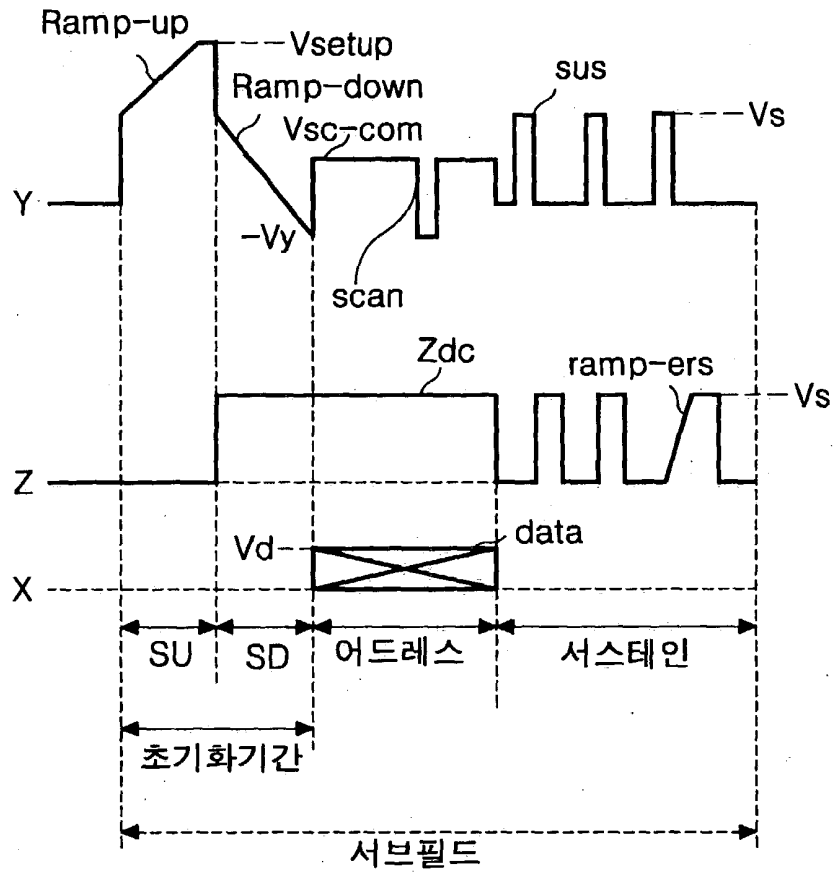 Ramp-up
Vsetup
Ramp-down
sus
Vsc-com
Vs
Y
-Vy
scan
Zdc
ramp-ers
Vs
Z
Vd
data
X
SU
SD
어드레스
서스테인
초기화기간
서브필드